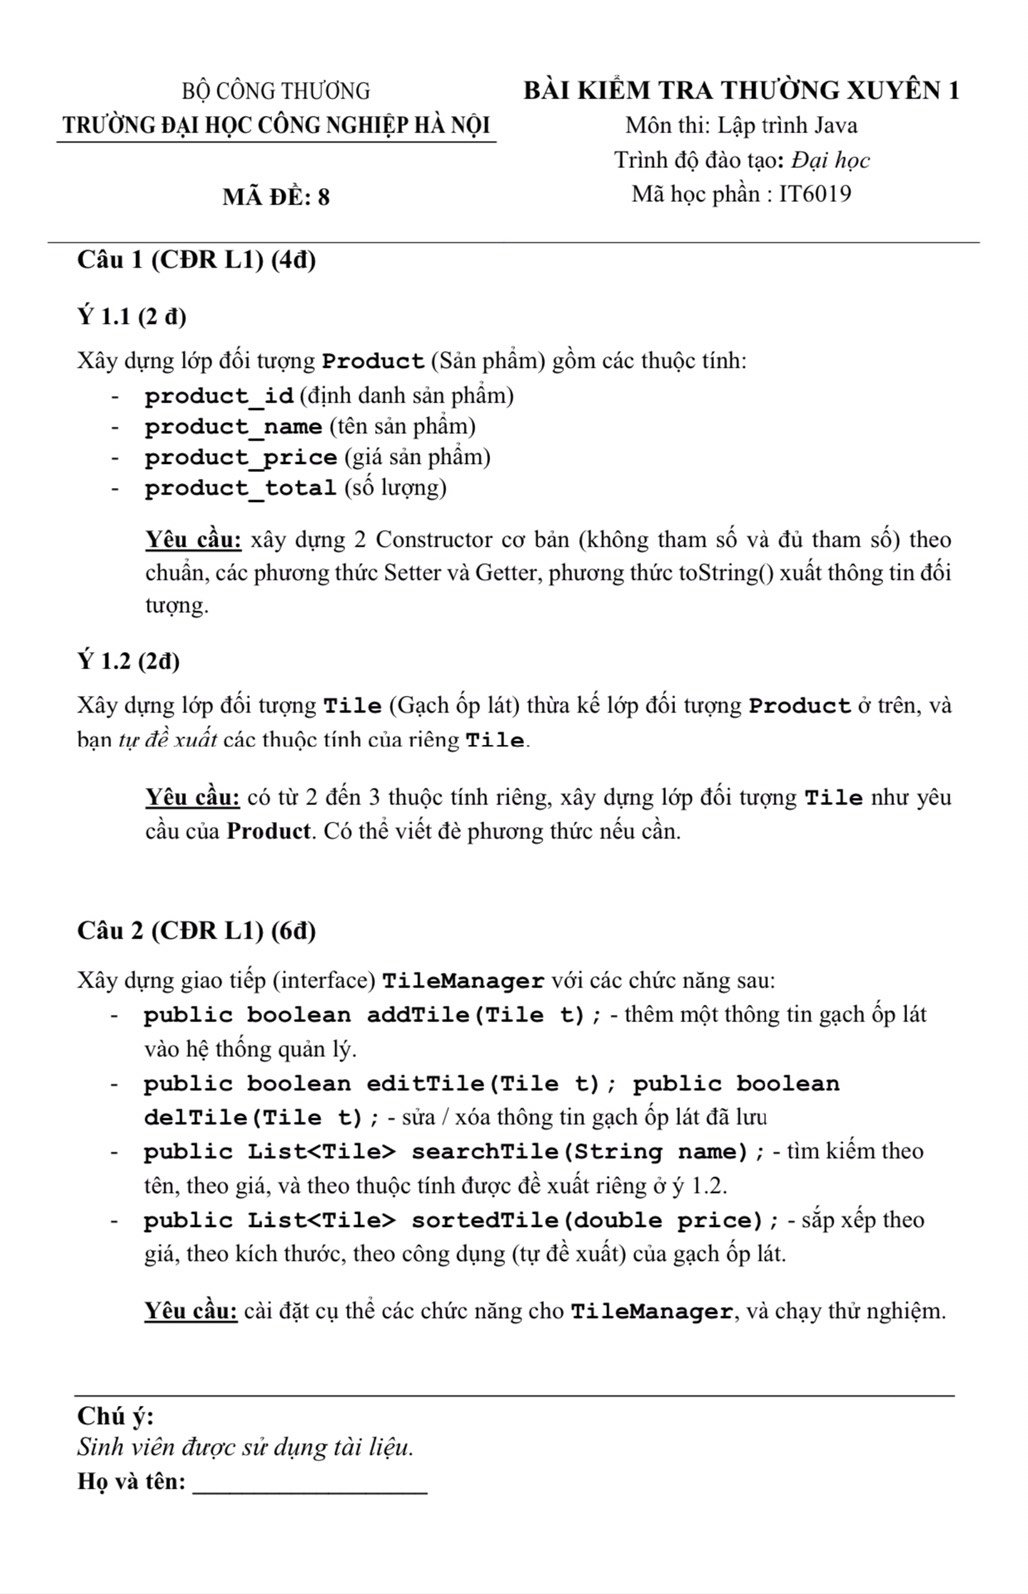 BỘ CÔNG THƯƠNG
TRƯỜNG ĐẠI HỌC CÔNG NGHIỆP HÀ NỘI
MÃ ĐỀ: 8
BÀI KIỂM TRA THƯỜNG XUYÊN 1
Môn thi: Lập trình Java
Trình độ đào tạo: Đại học
Mã học phần : IT6019
Câu 1 (CĐR L1) (4đ)
Ý 1.1 (2 đ)
Xây dựng lớp đối tượng Product (Sản phẩm) gồm các thuộc tính:
- product_id (định danh sản phẩm)
- product_name (tên sản phẩm)
- product_price (giá sản phẩm)
- product_total (số lượng)
Yêu cầu: xây dựng 2 Constructor cơ bản (không tham số và đủ tham số) theo
chuẩn, các phương thức Setter và Getter, phương thức toString() xuất thông tin đối
tượng.
Ý 1.2 (2đ)
Xây dựng lớp đối tượng Tile (Gạch ốp lát) thừa kế lớp đối tượng Product ở trên, và
bạn tự đề xuất các thuộc tính của riêng Tile.
Yêu cầu: có từ 2 đến 3 thuộc tính riêng, xây dựng lớp đối tượng Tile như yêu
cầu của Product. Có thể viết đè phương thức nếu cần.
Câu 2 (CĐR L1) (6đ)
Xây dựng giao tiếp (interface) TileManager với các chức năng sau:
- public boolean addTile(Tile t); - thêm một thông tin gạch ốp lát
vào hệ thống quản lý.
- public boolean editTile(Tile t); public boolean
delTile(Tile t); - sửa / xóa thông tin gạch ốp lát đã lưu
- public List<Tile> searchTile(String name); - tìm kiếm theo
tên, theo giá, và theo thuộc tính được đề xuất riêng ở ý 1.2.
- public List<Tile> sortedTile(double price); - sắp xếp theo
giá, theo kích thước, theo công dụng (tự đề xuất) của gạch ốp lát.
Yêu cầu: cài đặt cụ thể các chức năng cho TileManager, và chạy thử nghiệm.
Chú ý:
Sinh viên được sử dụng tài liệu.
Họ và tên: ___________________